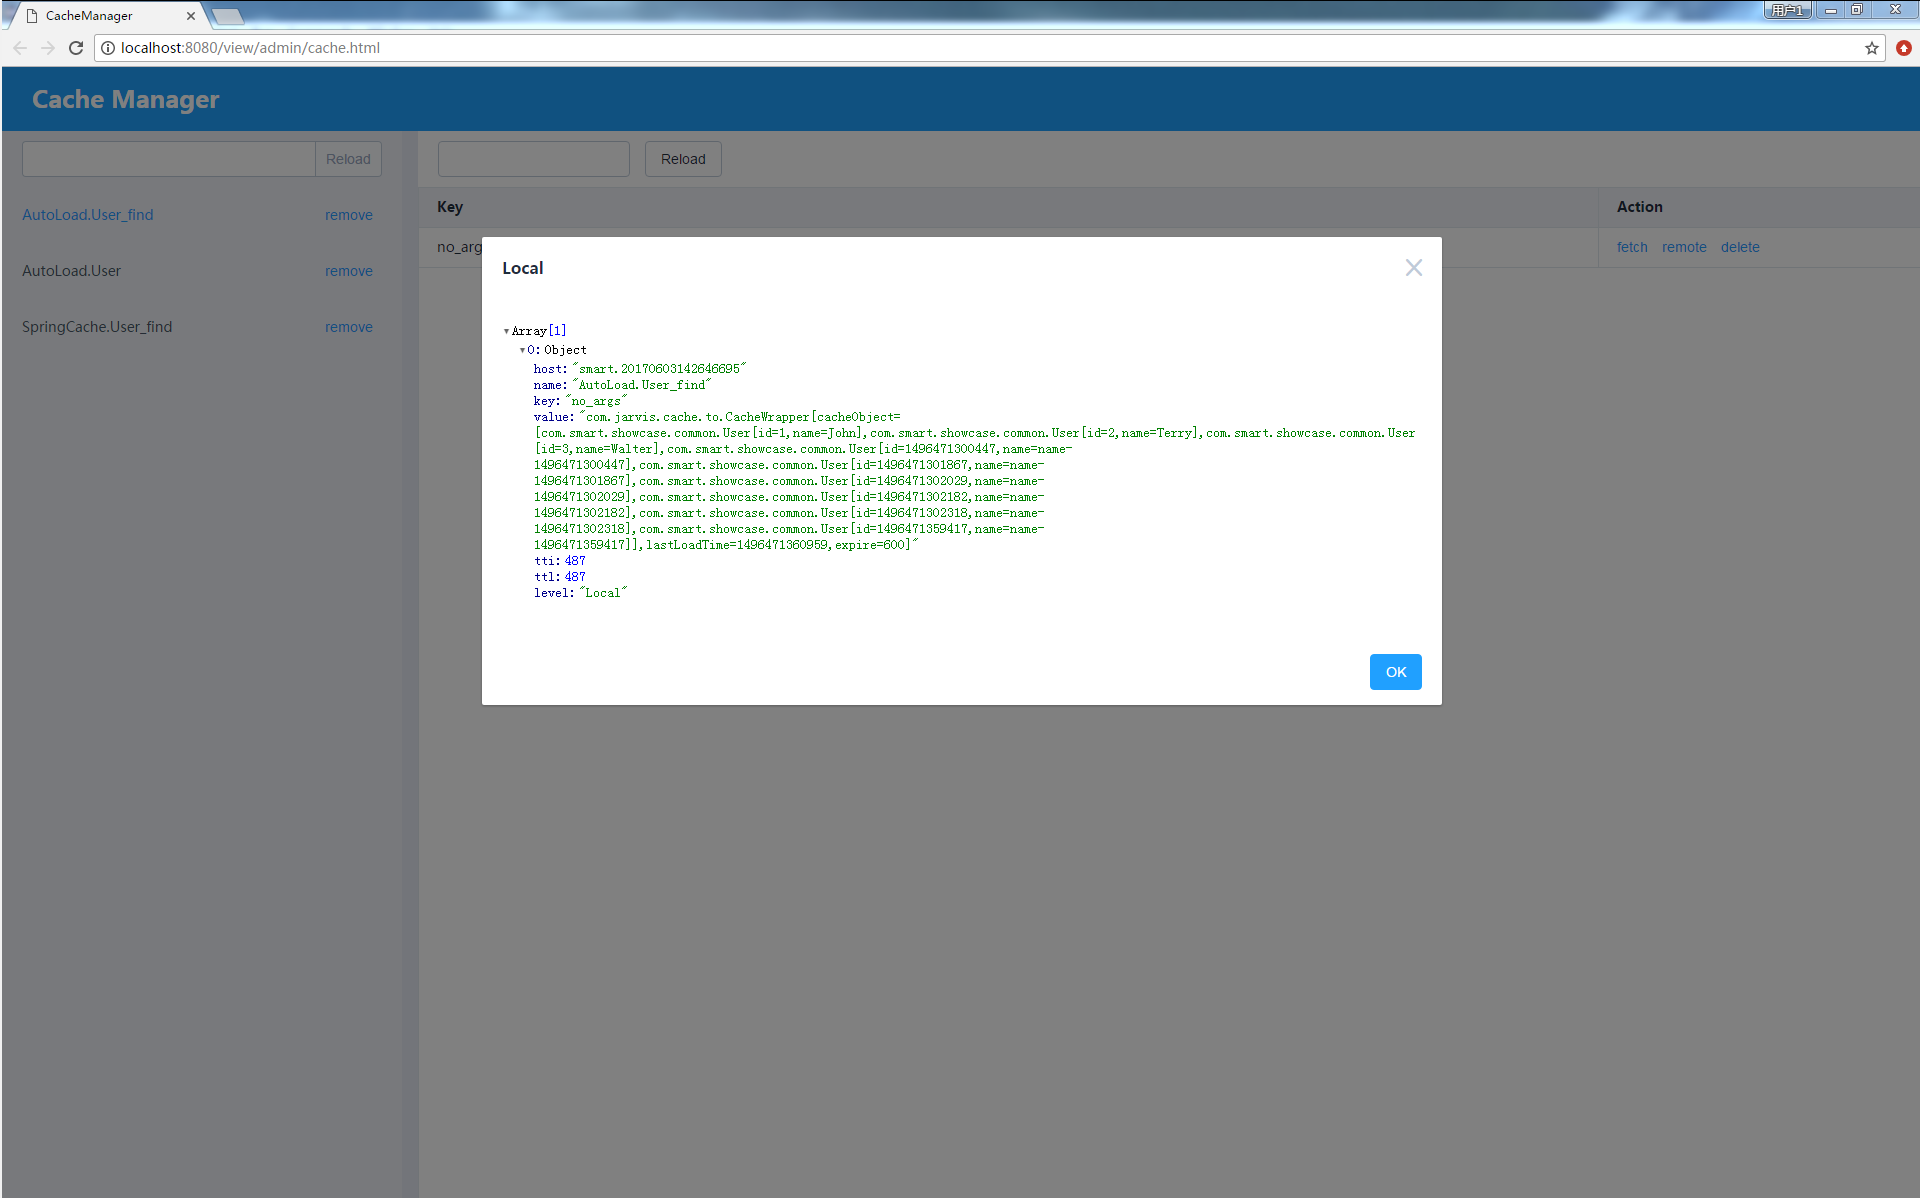 CacheManager
用户1
localhost:8080/view/admin/cache.html
Cache Manager
Reload
Reload
AutoLoad.User_find remove
AutoLoad.User remove
SpringCache.User_find remove
Key Action
no_arg fetch remote delete
Local
Array[1]
0: Object
host: "smart.20170603142646695"
name: "AutoLoad.User_find"
key: "no_args"
value: "com.jarvis.cache.to.CacheWrapper[cacheObject=
[com.smart.showcase.common.User[id=1,name=John],com.smart.showcase.common.User[id=2,name=Terry],com.smart.showcase.common.User
[id=3,name=Walter],com.smart.showcase.common.User[id=1496471300447,name=name-
1496471300447],com.smart.showcase.common.User[id=1496471301867,name=name-
1496471301867],com.smart.showcase.common.User[id=1496471302029,name=name-
1496471302029],com.smart.showcase.common.User[id=1496471302182,name=name-
1496471302182],com.smart.showcase.common.User[id=1496471302318,name=name-
1496471302318],com.smart.showcase.common.User[id=1496471359417,name=name-
1496471359417]],lastLoadTime=1496471360959,expire=600]"
tti: 487
ttl: 487
level: "Local"
OK